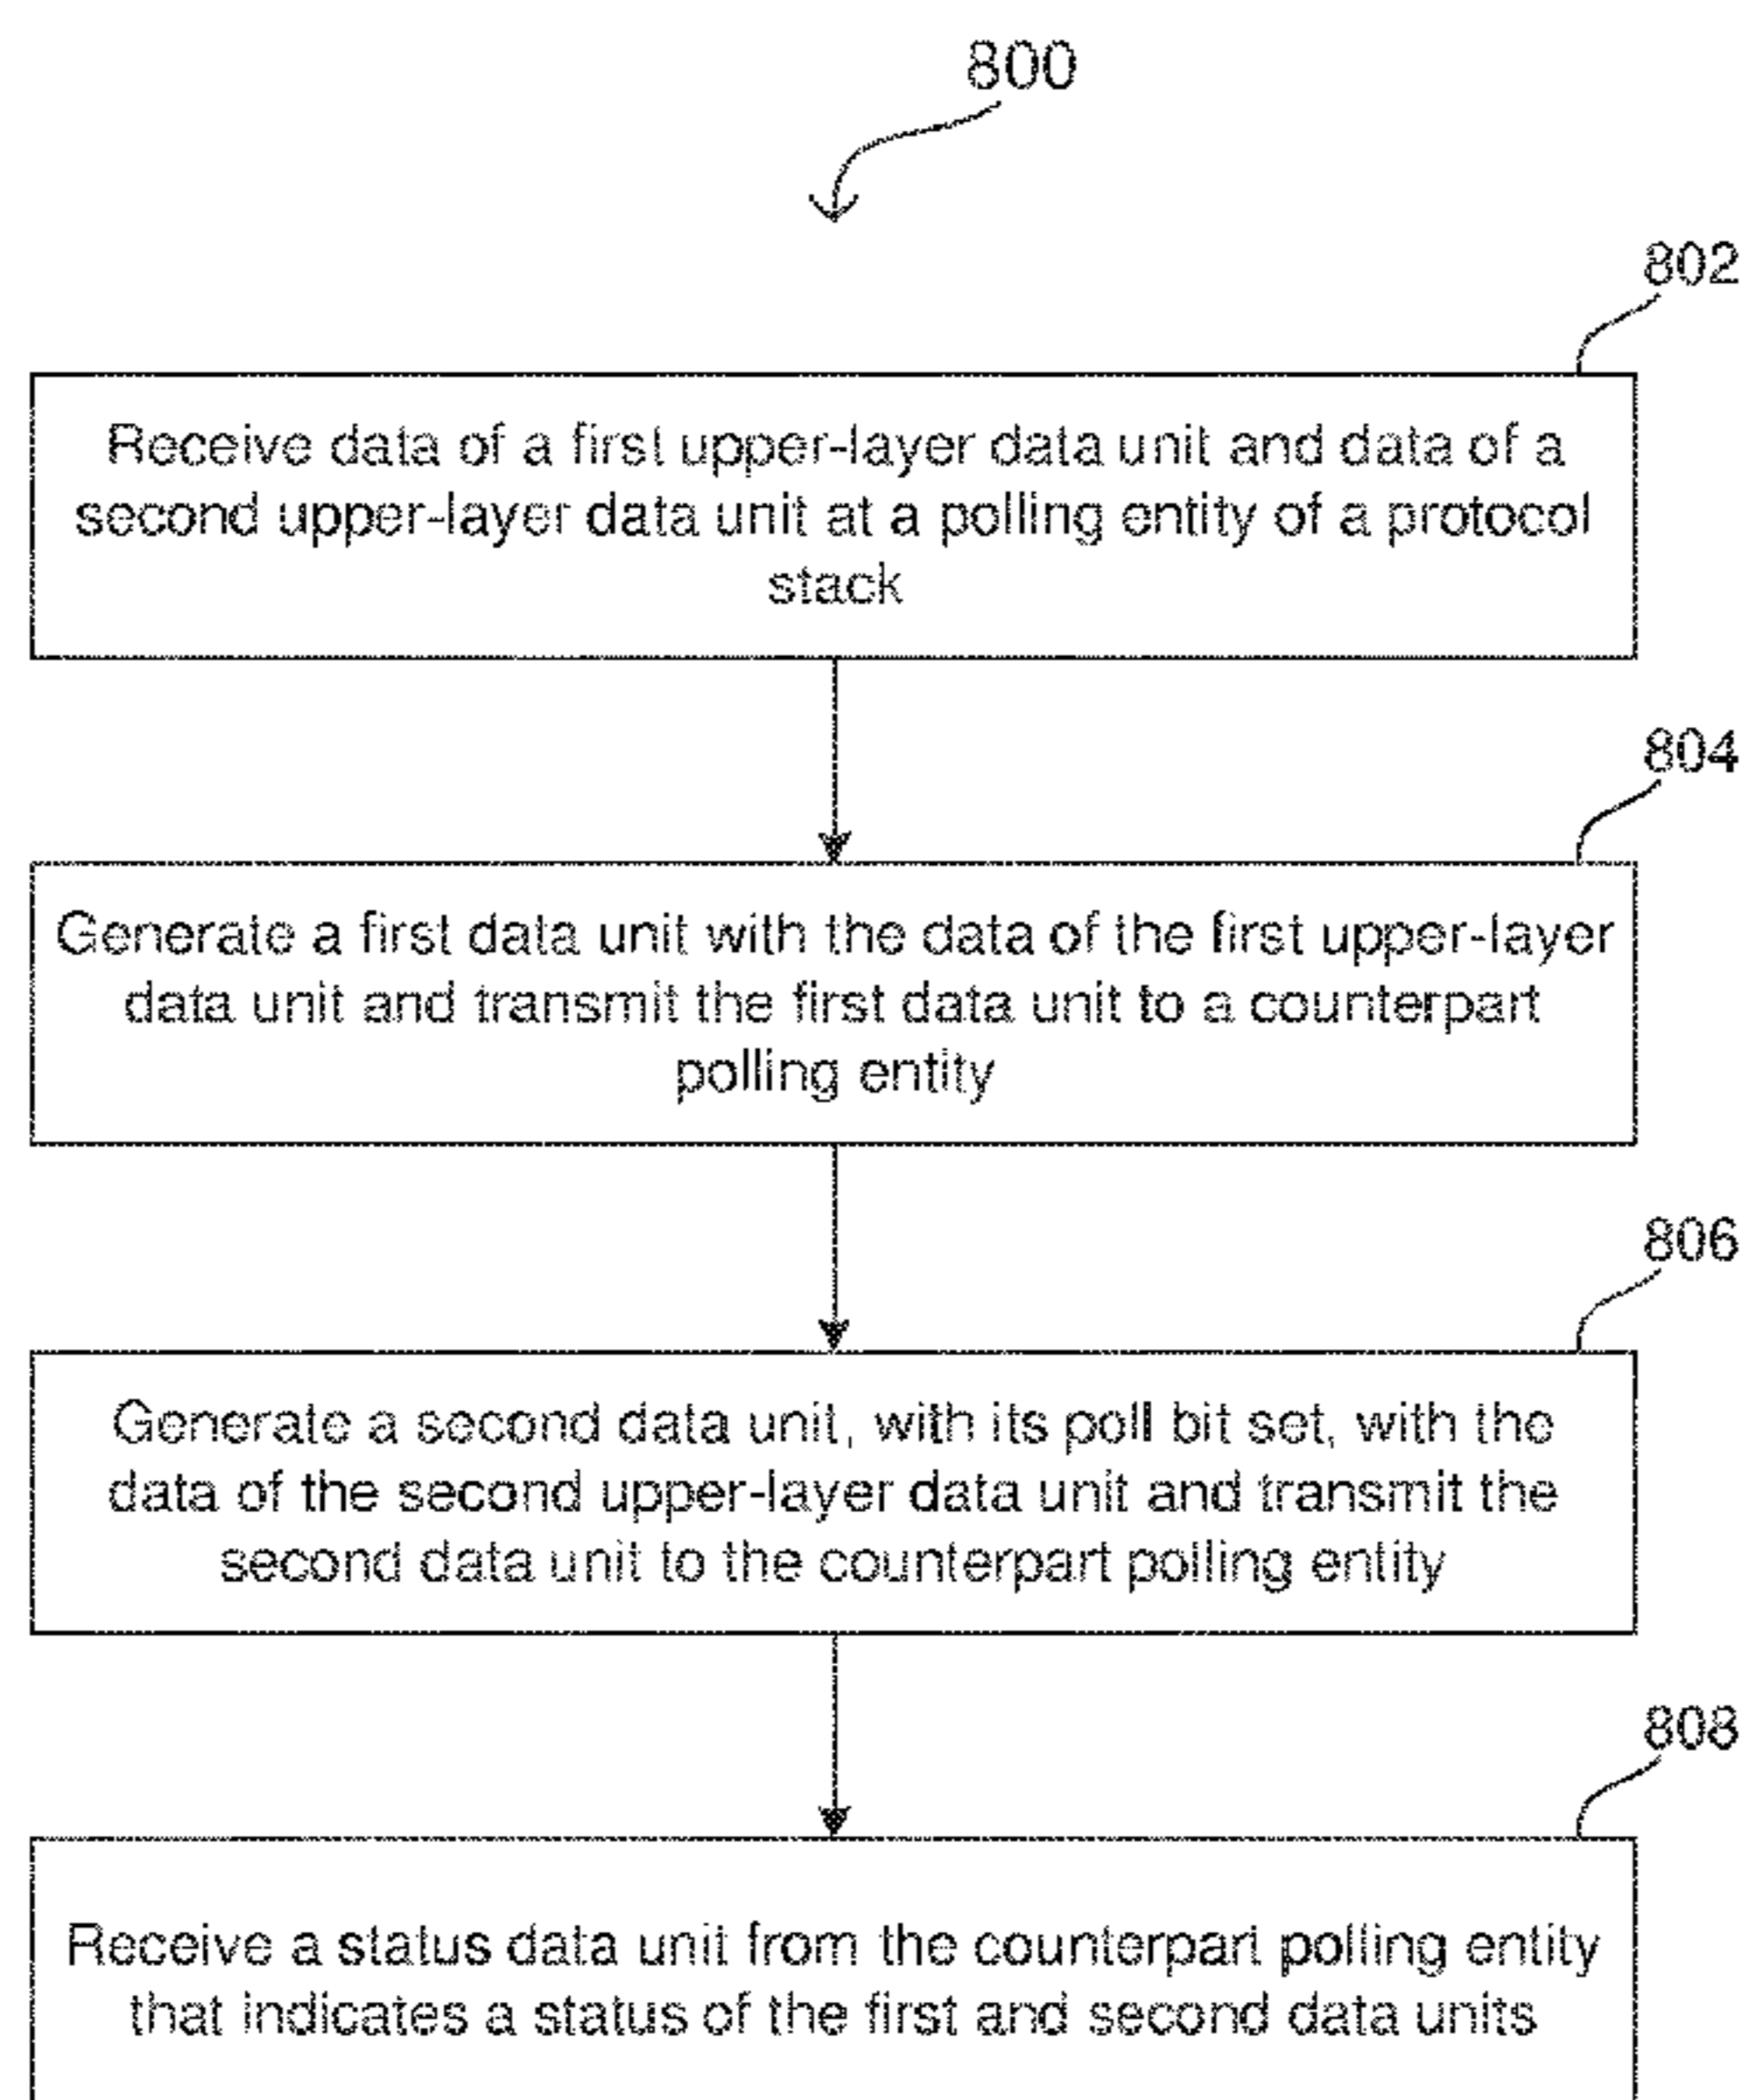 800
802
Receive data of a first upper-layer data unit and data of a
second upper-layer data unit at a polling entity of a protocol
stack
804
Generate a first data unit with the data of the first upper-layer
data unit and transmit the first data unit to a counterpart
polling entity
806
Generate a second data unit, with its poll bit set, with the
data of the second upper-layer data unit and transmit the
second data unit to the counterpart polling entity
808
Receive a status data unit from the counterpart polling entity
that indicates a status of the first and second data units